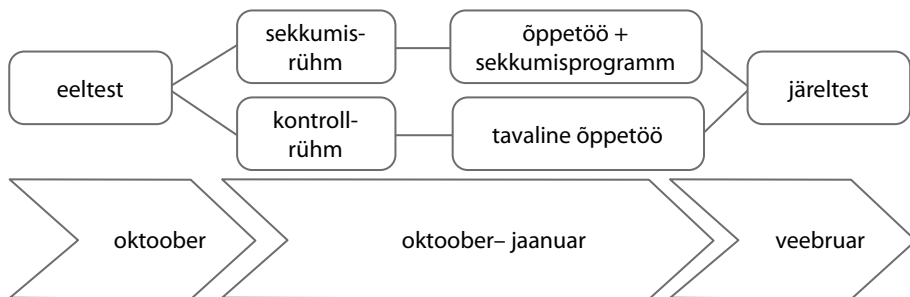 eeltest
sekkumis-
rühm
õppetöö +
sekkumisprogramm
kontroll-
rühm
tavaline õppetöö
järeltest
oktoober
oktoober– jaanuar
veebruar